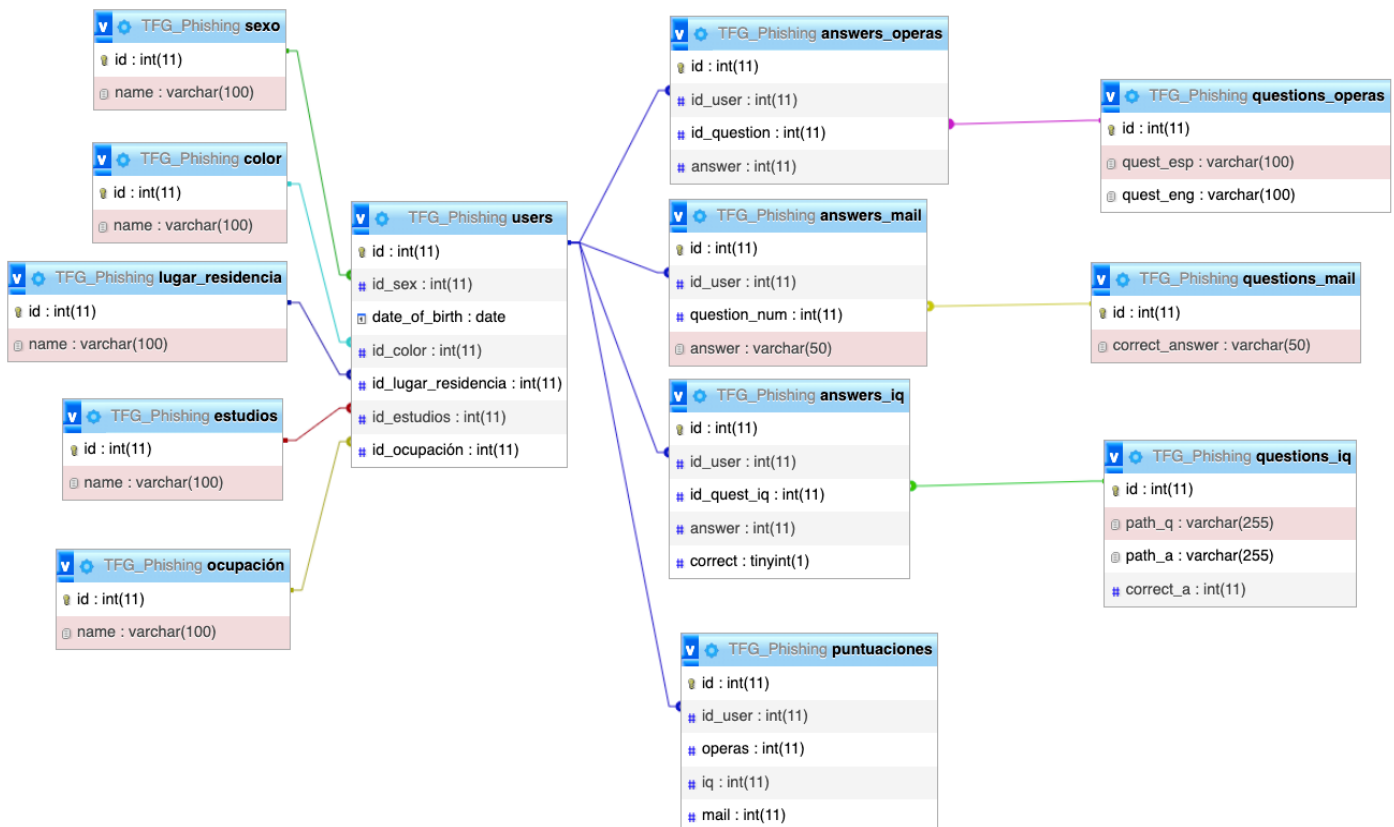 TFG_Phishing sexo
id : int(11)
name : varchar(100)
TFG_Phishing color
id : int(11)
name : varchar(100)
TFG_Phishing lugar_residencia
id : int(11)
name : varchar(100)
TFG_Phishing estudios
id : int(11)
name : varchar(100)
TFG_Phishing ocupación
id : int(11)
name : varchar(100)
TFG_Phishing users
id : int(11)
id_sex : int(11)
date_of_birth : date
id_color : int(11)
id_lugar_residencia : int(11)
id_estudios : int(11)
id_ocupación : int(11)
TFG_Phishing answers_operas
id : int(11)
id_user : int(11)
id_question : int(11)
answer : int(11)
TFG_Phishing answers_mail
id : int(11)
id_user : int(11)
question_num : int(11)
answer : varchar(50)
TFG_Phishing answers_iq
id : int(11)
id_user : int(11)
id_quest_iq : int(11)
answer : int(11)
correct : tinyint(1)
TFG_Phishing puntuaciones
id : int(11)
id_user : int(11)
operas : int(11)
iq : int(11)
mail : int(11)
TFG_Phishing questions_operas
id : int(11)
quest_esp : varchar(100)
quest_eng : varchar(100)
TFG_Phishing questions_mail
id : int(11)
correct_answer : varchar(50)
TFG_Phishing questions_iq
id : int(11)
path_q : varchar(255)
path_a : varchar(255)
correct_a : int(11)